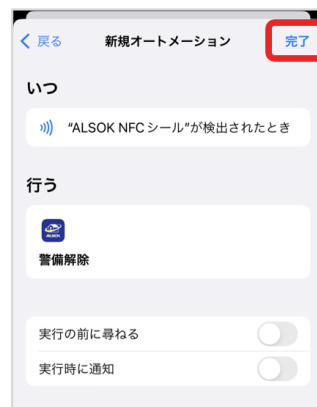 戻る 新規オートメーション 完了
いつ
“ALSOK NFCシール”が検出されたとき
行う
ALSOK
警備解除
実行の前に尋ねる
実行時に通知